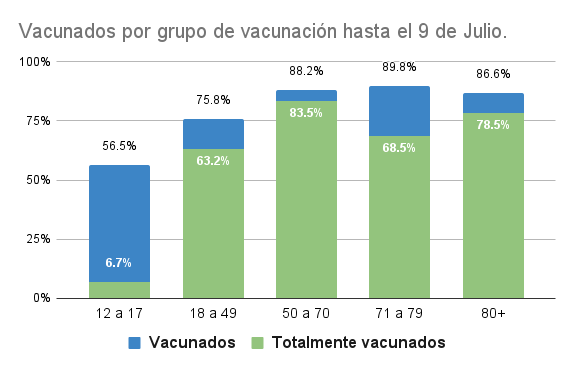 Vacunados por grupo de vacunación hasta el 9 de Julio.
100%
75%
50%
25%
0%
56.5%
6.7%
75.8%
63.2%
88.2%
83.5%
89.8%
68.5%
86.6%
78.5%
12 a 17
18 a 49
50 a 70
71 a 79
80+
Vacunados
Totalmente vacunados